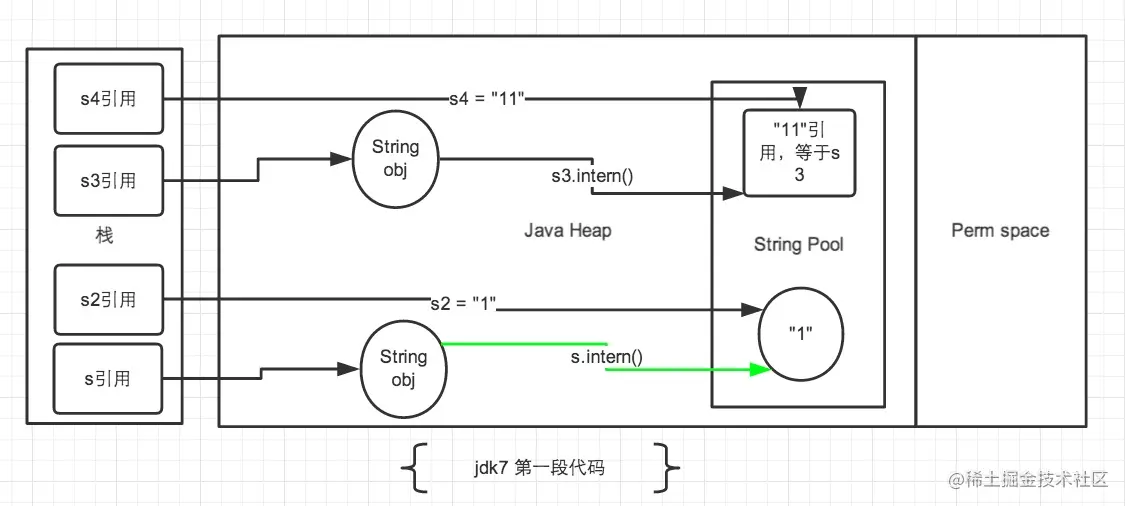 s4引用
s4 = "11"
"11"引
用，等于s
3
String
obj
s3引用
s3.intern()
栈
Java Heap
String Pool
Perm space
s2引用
s2 = "1"
"1"
String
obj
s.intern()
s引用
jdk7 第一段代码
@稀土掘金技术社区